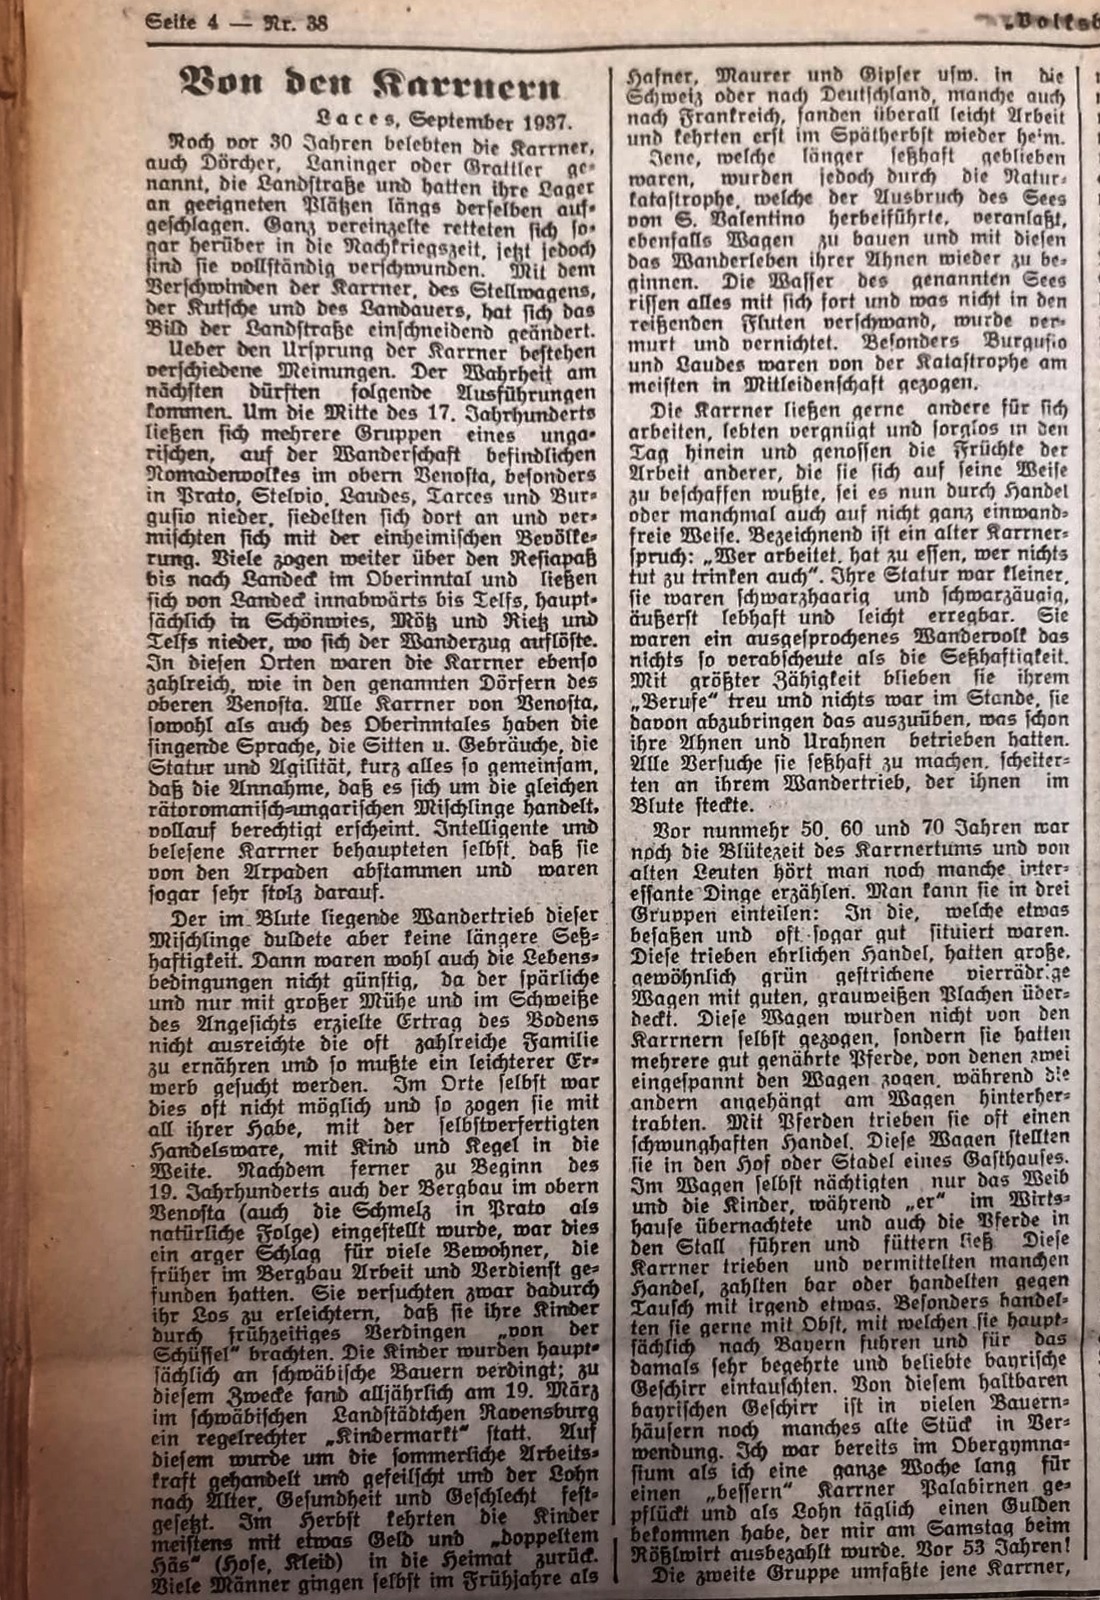 Seite 4 — Nr. 38
„Volksb
Von den Karrnern
Laces, September 1937.
Noch vor 30 Jahren belebten die Karrner,
auch Dörcher, Laninger oder Grattler ge-
nannt, die Landstraße und hatten ihre Lager
an geeigneten Plätzen längs derselben auf-
geschlagen. Ganz vereinzelte retteten sich so-
gar herüber in die Nachkriegszeit, jetzt jedoch
sind sie vollständig verschwunden. Mit dem
Verschwinden der Karrner, des Stellwagens,
der Kutsche und des Landauers, hat sich das
Bild der Landstraße einschneidend geändert.
Ueber den Ursprung der Karrner bestehen
verschiedene Meinungen. Der Wahrheit am
nächsten dürften folgende Ausführungen
kommen. Um die Mitte des 17. Jahrhunderts
ließen sich mehrere Gruppen eines unga-
rischen, auf der Wanderschaft befindlichen
Nomadenvolkes im obern Venosta, besonders
in Prato, Stelvio, Laudes, Tarces und Bur-
gusio nieder, siedelten sich dort an und ver-
mischten sich mit der einheimischen Bevölke-
rung. Viele zogen weiter über den Resiapaß
bis nach Landeck im Oberinntal und ließen
sich von Landeck innabwärts bis Telfs, haupt-
sächlich in Schönwies, Mötz und Rietz und
Telfs nieder, wo sich der Wanderzug auflöste.
In diesen Orten waren die Karrner ebenso
zahlreich, wie in den genannten Dörfern des
oberen Venosta. Alle Karrner von Venosta,
sowohl als auch des Oberinntales haben die
singende Sprache, die Sitten u. Gebräuche, die
Statur und Agilität, kurz alles so gemeinsam,
daß die Annahme, daß es sich um die gleichen
rätoromanisch-ungarischen Mischlinge handelt,
vollauf berechtigt erscheint. Intelligente und
belesene Karrner behaupteten selbst, daß sie
von den Arpaden abstammen und waren
sogar sehr stolz darauf.
Der im Blute liegende Wandertrieb dieser
Mischlinge duldete aber keine längere Seß-
haftigkeit. Dann waren wohl auch die Lebens-
bedingungen nicht günstig, da der spärliche
und nur mit großer Mühe und im Schweiße
des Angesichts erzielte Ertrag des Bodens
nicht ausreichte die oft zahlreiche Familie
zu ernähren und so mußte ein leichterer Er-
werb gesucht werden. Im Orte selbst war
dies oft nicht möglich und so zogen sie mit
all ihrer Habe, mit der selbstverfertigten
Handelsware, mit Kind und Kegel in die
Weite. Nachdem ferner zu Beginn des
19. Jahrhunderts auch der Bergbau im obern
Venosta (auch die Schmelz in Prato als
natürliche Folge) eingestellt wurde, war dies
ein arger Schlag für viele Bewohner, die
früher im Bergbau Arbeit und Verdienst ge-
funden hatten. Sie versuchten zwar dadurch
ihr Los zu erleichtern, daß sie ihre Kinder
durch frühzeitiges Verdingen „von der
Schüssel“ brachten. Die Kinder wurden haupt-
sächlich an schwäbische Bauern verdingt; zu
diesem Zwecke fand alljährlich am 19. März
im schwäbischen Landstädtchen Ravensburg
ein regelrechter „Kindermarkt“ statt. Auf
diesem wurde um die sommerliche Arbeits-
kraft gehandelt und gefeilscht und der Lohn
nach Alter, Gesundheit und Geschlecht fest-
gesetzt. Im Herbst kehrten die Kinder
meistens mit etwas Geld und „doppeltem
Häs“ (Hose, Kleid) in die Heimat zurück.
Viele Männer gingen selbst im Frühjahre als
Hafner, Maurer und Gipser usw. in die
Schweiz oder nach Deutschland, manche auch
nach Frankreich, fanden überall leicht Arbeit
und kehrten erst im Spätherbst wieder heim.
Jene, welche länger seßhaft geblieben
waren, wurden jedoch durch die Natur-
katastrophe, welche der Ausbruch des Sees
von S. Valentino herbeiführte, veranlaßt,
ebenfalls Wagen zu bauen und mit diesen
das Wanderleben ihrer Ahnen wieder zu be-
ginnen. Die Wasser des genannten Sees
rissen alles mit sich fort und was nicht in den
reißenden Fluten verschwand, wurde ver-
murt und vernichtet. Besonders Burgusio
und Laudes waren von der Katastrophe am
meisten in Mitleidenschaft gezogen.
Die Karrner ließen gerne andere für sich
arbeiten, lebten vergnügt und sorglos in den
Tag hinein und genossen die Früchte der
Arbeit anderer, die sie sich auf seine Weise
zu beschaffen wußte, sei es nun durch Handel
oder manchmal auch auf nicht ganz einwand-
freie Weise. Bezeichnend ist ein alter Karrner-
spruch: „Wer arbeitet, hat zu essen, wer nichts
tut zu trinken auch“. Ihre Statur war kleiner,
sie waren schwarzhaarig und schwarzäugig,
äußerst lebhaft und leicht erregbar. Sie
waren ein ausgesprochenes Wandervolk das
nichts so verabscheute als die Seßhaftigkeit.
Mit größter Zähigkeit blieben sie ihrem
„Berufe“ treu und nichts war im Stande, sie
davon abzubringen das auszuüben, was schon
ihre Ahnen und Urahnen betrieben hatten.
Alle Versuche sie seßhaft zu machen, scheiter-
ten an ihrem Wandertrieb, der ihnen im
Blute steckte.
Vor nunmehr 50, 60 und 70 Jahren war
noch die Blütezeit des Karrnertums und von
alten Leuten hört man noch manche inter-
essante Dinge erzählen. Man kann sie in drei
Gruppen einteilen: In die, welche etwas
besaßen und oft sogar gut situiert waren.
Diese trieben ehrlichen Handel, hatten große,
gewöhnlich grün gestrichene vierrädrige
Wagen mit guten, grauweißen Plachen über-
deckt. Diese Wagen wurden nicht von den
Karrnern selbst gezogen, sondern sie hatten
mehrere gut genährte Pferde, von denen zwei
eingespannt den Wagen zogen, während die
andern angehängt am Wagen hinterher-
trabten. Mit Pferden trieben sie oft einen
schwunghaften Handel. Diese Wagen stellten
sie in den Hof oder Stadel eines Gasthauses.
Im Wagen selbst nächtigten nur das Weib
und die Kinder, während „er“ im Wirts-
hause übernachtete und auch die Pferde in
den Stall führen und füttern ließ Diese
Karrner trieben und vermittelten manchen
Handel, zahlten bar oder handelten gegen
Tausch mit irgend etwas. Besonders handel-
ten sie gerne mit Obst, mit welchen sie haupt-
sächlich nach Bayern fuhren und für das
damals sehr begehrte und beliebte bayrische
Geschirr eintauschten. Von diesem haltbaren
bayrischen Geschirr ist in vielen Bauern-
häusern noch manches alte Stück in Ver-
wendung. Ich war bereits im Obergymna-
sium als ich eine ganze Woche lang für
einen „bessern“ Karrner Palabirnen ge-
pflückt und als Lohn täglich einen Gulden
bekommen habe, der mir am Samstag beim
Rößlwirt ausbezahlt wurde. Vor 53 Jahren!
Die zweite Gruppe umfaßte jene Karrner,